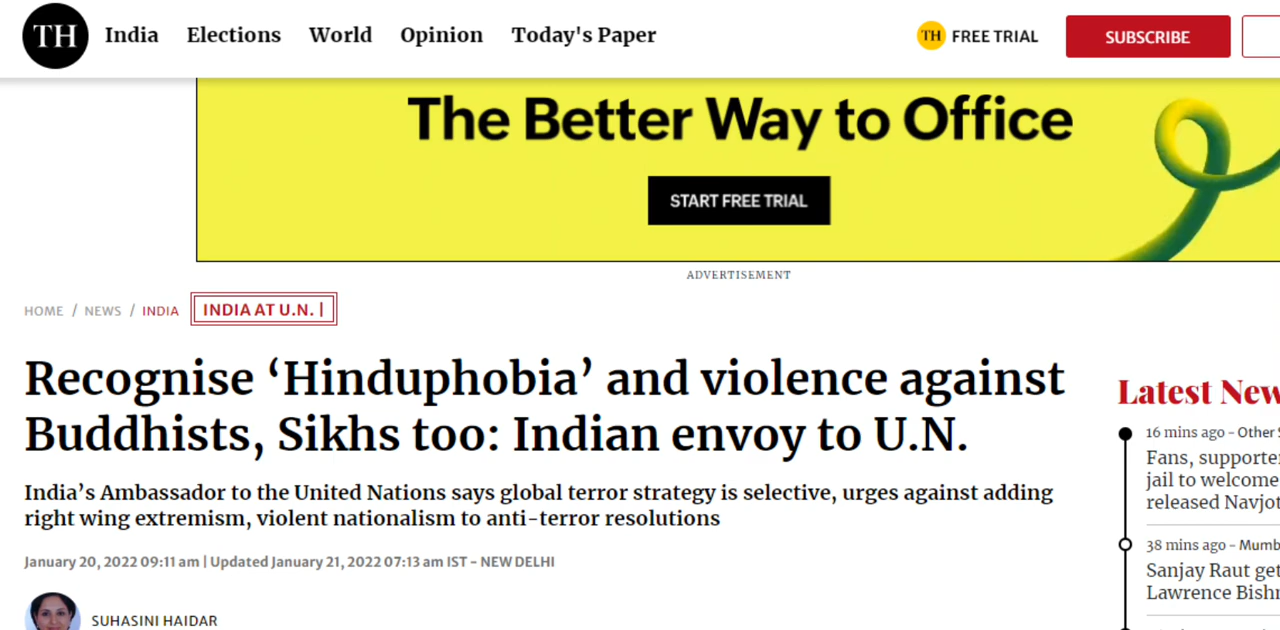 TH India Elections World Opinion Today's Paper TH FREE TRIAL SUBSCRIBE
The Better Way to Office
START FREE TRIAL
ADVERTISEMENT
HOME / NEWS / INDIA INDIA AT U.N. |
Recognise ‘Hinduphobia’ and violence against
Buddhists, Sikhs too: Indian envoy to U.N.
India’s Ambassador to the United Nations says global terror strategy is selective, urges against adding
right wing extremism, violent nationalism to anti-terror resolutions
January 20, 2022 09:11 am | Updated January 21, 2022 07:13 am IST - NEW DELHI
SUHASINI HAIDAR
Latest New
16 mins ago - Other
Fans, supporter
jail to welcome
released Navjot
38 mins ago - Mumb
Sanjay Raut get
Lawrence Bishn